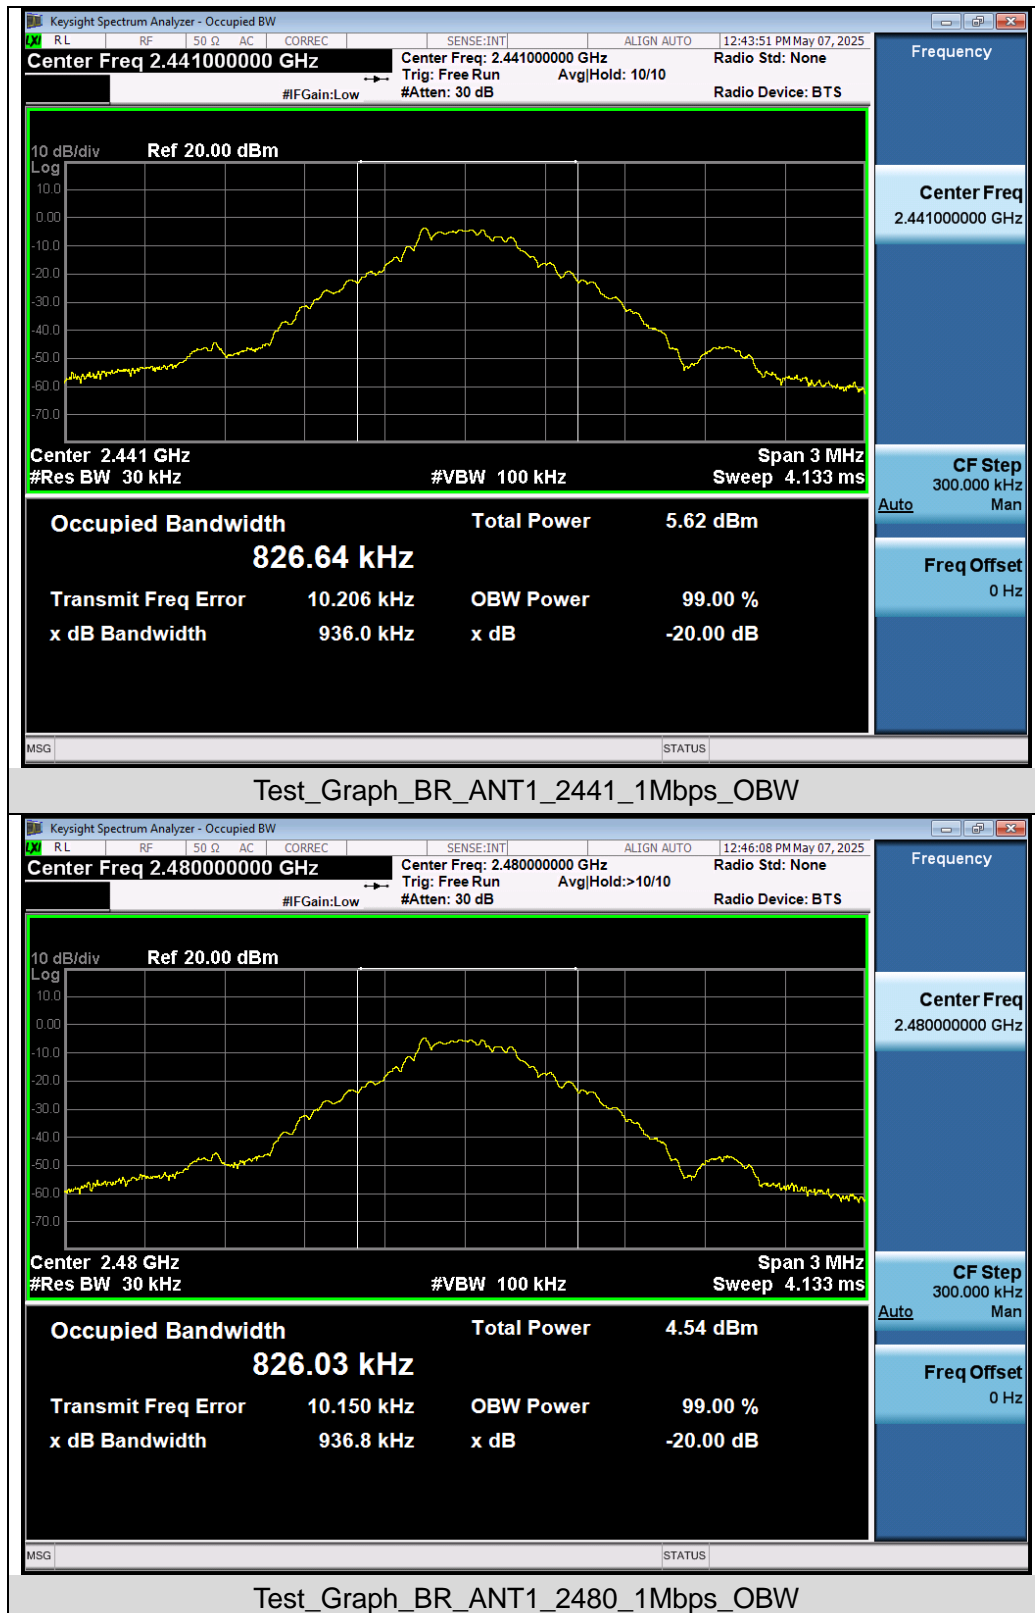 Keysight Spectrum Analyzer - Occupied BW
LXI RL RF 50 Ω AC CORREC SENSE:INT ALIGN AUTO 12:43:51 PM May 07, 2025
Center Freq 2.441000000 GHz Center Freq: 2.441000000 GHz Radio Std: None Frequency
Trig: Free Run Avg|Hold: 10/10
#IFGain:Low #Atten: 30 dB Radio Device: BTS
10 dB/div Ref 20.00 dBm
Log
10.0
0.00
-10.0
-20.0
-30.0
-40.0
-50.0
-60.0
-70.0
Center Freq
2.441000000 GHz
Center 2.441 GHz Span 3 MHz
#Res BW 30 kHz #VBW 100 kHz Sweep 4.133 ms
CF Step
300.000 kHz
Auto Man
Occupied Bandwidth Total Power 5.62 dBm
826.64 kHz
Transmit Freq Error 10.206 kHz OBW Power 99.00 %
x dB Bandwidth 936.0 kHz x dB -20.00 dB
Freq Offset
0 Hz
MSG STATUS
Test_Graph_BR_ANT1_2441_1Mbps_OBW
Keysight Spectrum Analyzer - Occupied BW
LXI RL RF 50 Ω AC CORREC SENSE:INT ALIGN AUTO 12:46:08 PM May 07, 2025
Center Freq 2.480000000 GHz Center Freq: 2.480000000 GHz Radio Std: None Frequency
Trig: Free Run Avg|Hold:>10/10
#IFGain:Low #Atten: 30 dB Radio Device: BTS
10 dB/div Ref 20.00 dBm
Log
10.0
0.00
-10.0
-20.0
-30.0
-40.0
-50.0
-60.0
-70.0
Center Freq
2.480000000 GHz
Center 2.48 GHz Span 3 MHz
#Res BW 30 kHz #VBW 100 kHz Sweep 4.133 ms
CF Step
300.000 kHz
Auto Man
Occupied Bandwidth Total Power 4.54 dBm
826.03 kHz
Transmit Freq Error 10.150 kHz OBW Power 99.00 %
x dB Bandwidth 936.8 kHz x dB -20.00 dB
Freq Offset
0 Hz
MSG STATUS
Test_Graph_BR_ANT1_2480_1Mbps_OBW